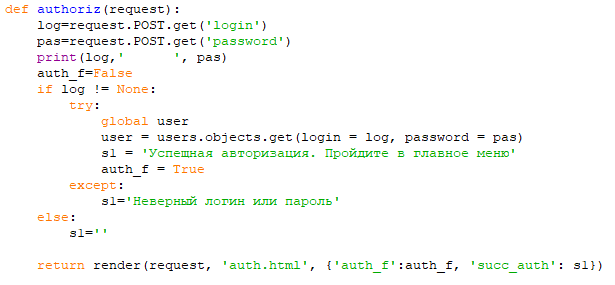 def authoriz(request):
    log=request.POST.get('login')
    pas=request.POST.get('password')
    print(log,'      ', pas)
    auth_f=False
    if log != None:
        try:
            global user
            user = users.objects.get(login = log, password = pas)
            s1 = 'Успешная авторизация. Пройдите в главное меню'
            auth_f = True
        except:
            s1='Неверный логин или пароль'
    else:
        s1=''

    return render(request, 'auth.html', {'auth_f':auth_f, 'succ_auth': s1})